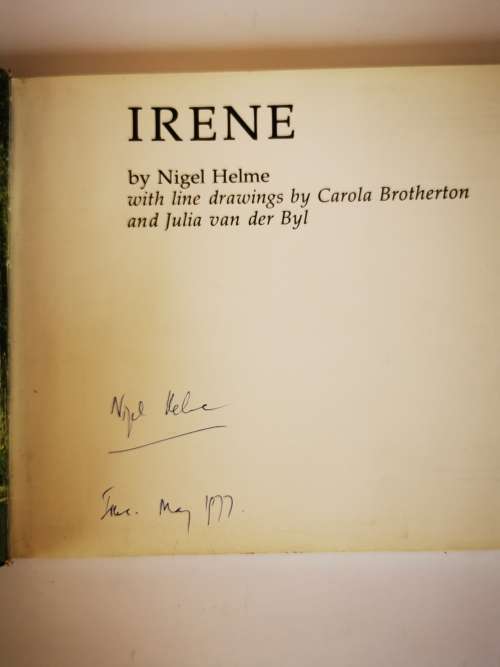 IRENE
by Nigel Helme
with line drawings by Carola Brotherton
and Julia van der Byl
Nigel Helme
May 1977.